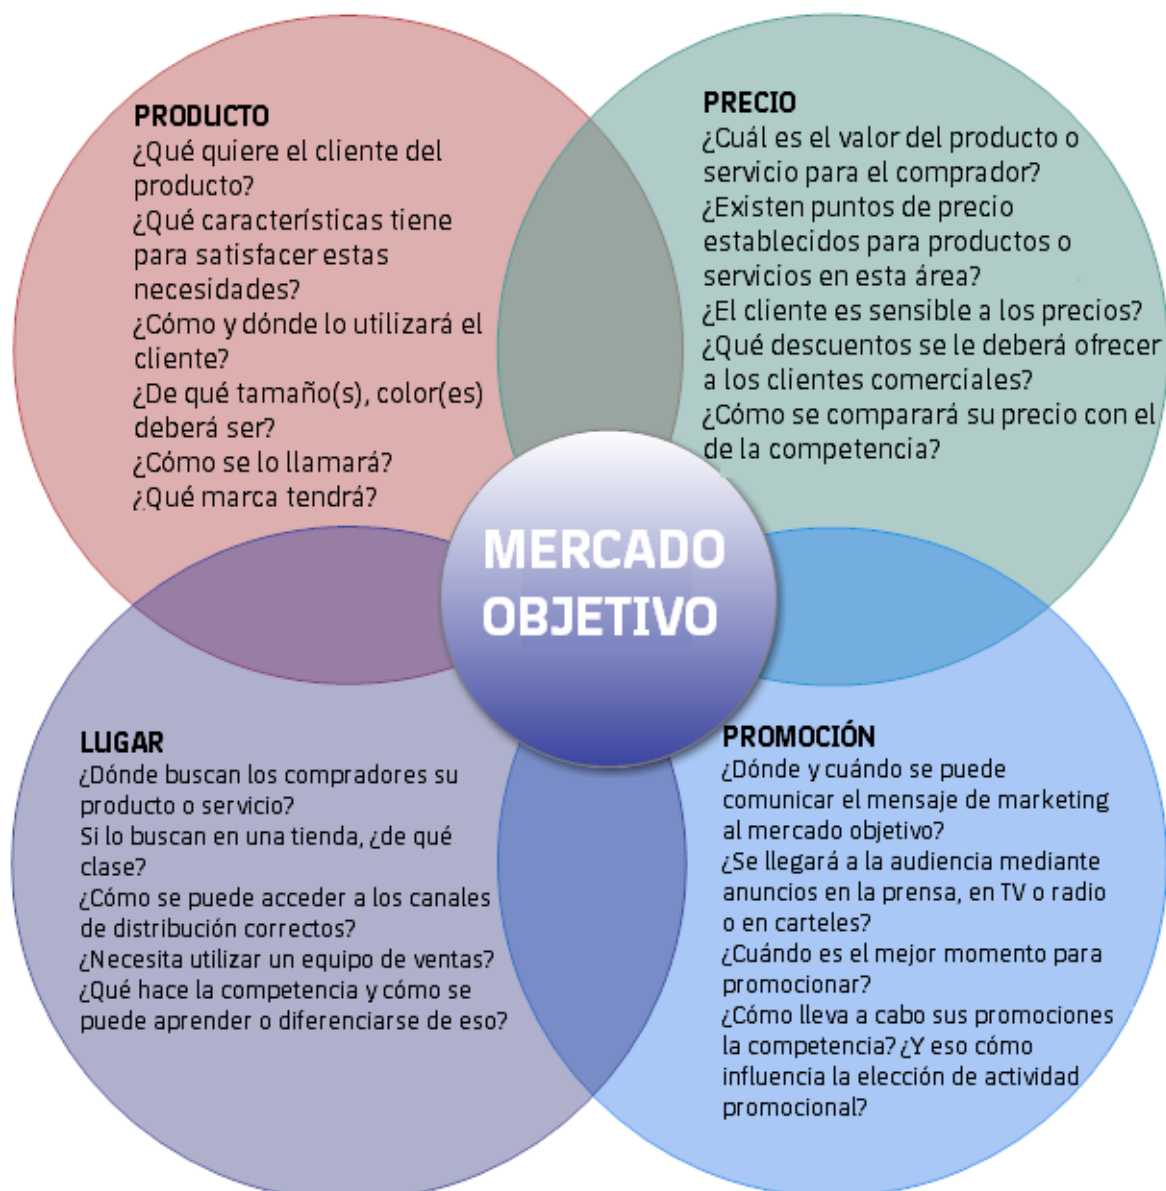 PRODUCTO
¿Qué quiere el cliente del
producto?
¿Qué características tiene
para satisfacer estas
necesidades?
¿Cómo y dónde lo utilizará el
cliente?
¿De qué tamaño(s), color(es)
deberá ser?
¿Cómo se lo llamará?
¿Qué marca tendrá?
PRECIO
¿Cuál es el valor del producto o
servicio para el comprador?
¿Existen puntos de precio
establecidos para productos o
servicios en esta área?
¿El cliente es sensible a los precios?
¿Qué descuentos se le deberá ofrecer
a los clientes comerciales?
¿Cómo se comparará su precio con el
de la competencia?
MERCADO
OBJETIVO
LUGAR
¿Dónde buscan los compradores su
producto o servicio?
Si lo buscan en una tienda, ¿de qué
clase?
¿Cómo se puede acceder a los canales
de distribución correctos?
¿Necesita utilizar un equipo de ventas?
¿Qué hace la competencia y cómo se
puede aprender o diferenciarse de eso?
PROMOCIÓN
¿Dónde y cuándo se puede
comunicar el mensaje de marketing
al mercado objetivo?
¿Se llegará a la audiencia mediante
anuncios en la prensa, en TV o radio
o en carteles?
¿Cuándo es el mejor momento para
promocionar?
¿Cómo lleva a cabo sus promociones
la competencia? ¿Y eso cómo
influencia la elección de actividad
promocional?